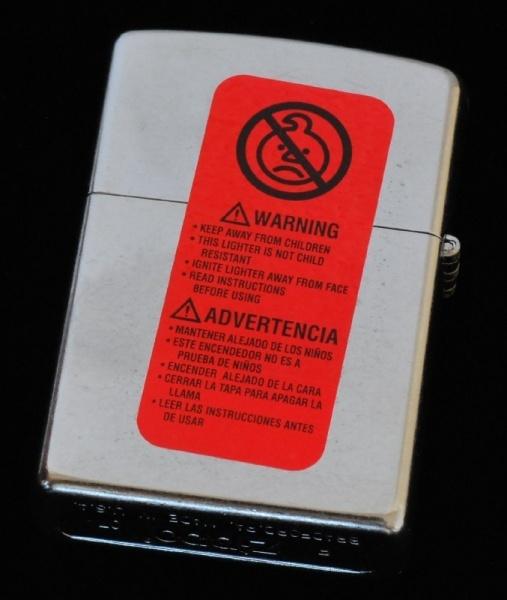 WARNING
• KEEP AWAY FROM CHILDREN
• THIS LIGHTER IS NOT CHILD
RESISTANT
• IGNITE LIGHTER AWAY FROM FACE
• READ INSTRUCTIONS
BEFORE USING
ADVERTENCIA
• MANTENER ALEJADO DE LOS NIÑOS
• ESTE ENCENDEDOR NO ES A
PRUEBA DE NIÑOS
• ENCENDER ALEJADO DE LA CARA
• CERRAR LA TAPA PARA APAGAR LA
LLAMA
• LEER LAS INSTRUCCIONES ANTES
DE USAR
Zippo